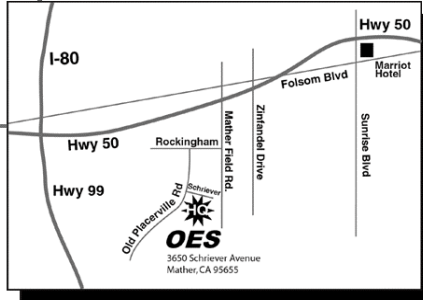 Hwy 50
I-80
Marriot
Hotel
Folsom Blvd
Hwy 50
Rockingham
Mather Field Rd.
Zinfandel Drive
Sunrise Blvd
Hwy 99
Old Placerville Rd
Schriever
HQ
OES
3650 Schriever Avenue
Mather, CA 95655